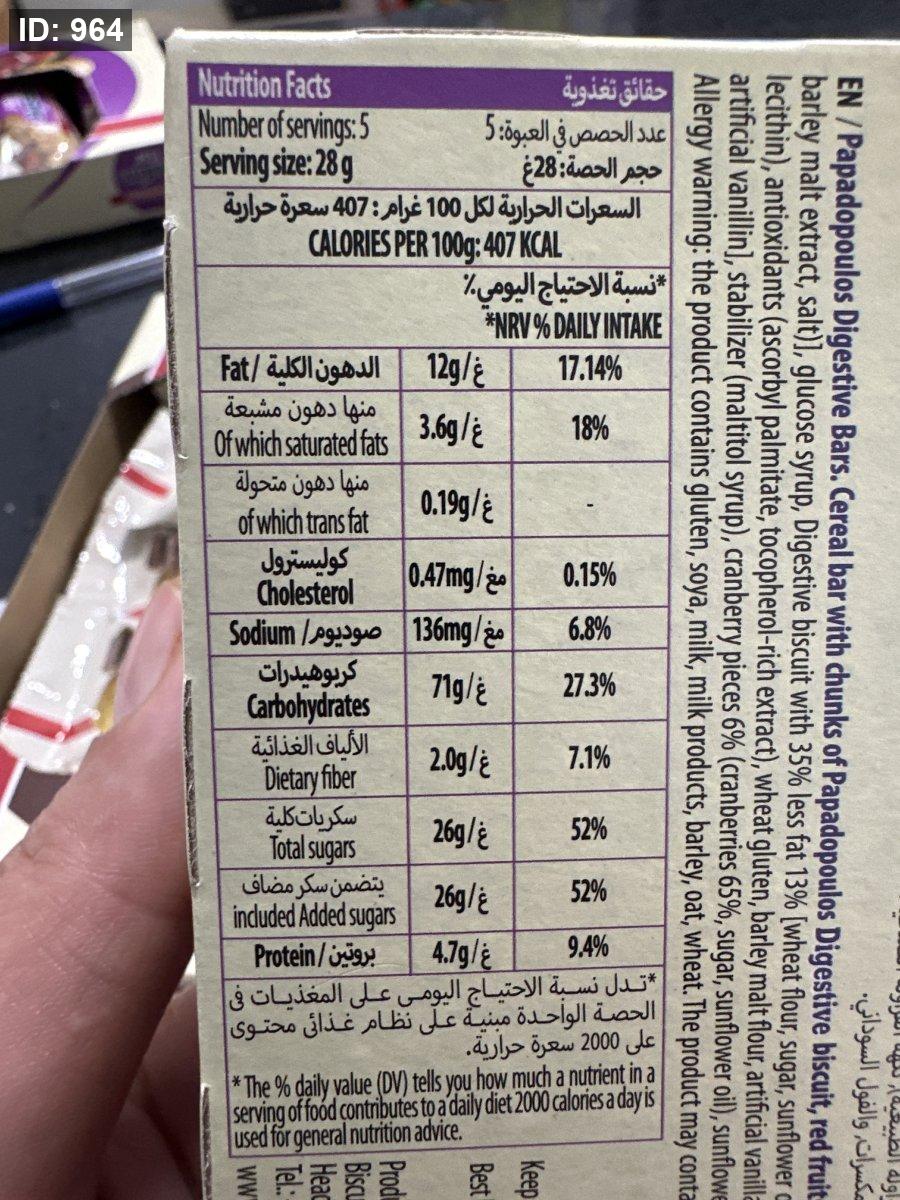 ID: 964
Nutrition Facts حقائق تغذوية
Number of servings: 5 عدد الحصص في العبوة: 5
Serving size: 28 g حجم الحصة: 28غ
السعرات الحرارية لكل 100 غرام: 407 سعرة حرارية
CALORIES PER 100g: 407 KCAL
*نسبة الاحتياج اليومي٪
*NRV % DAILY INTAKE
Fat / الدهون الكلية 12g/غ 17.14%
منها دهون مشبعة
Of which saturated fats 3.6g/غ 18%
منها دهون متحولة
of which trans fat 0.19g/غ -
كوليسترول
Cholesterol 0.47mg/مغ 0.15%
Sodium /صوديوم 136mg/مغ 6.8%
كربوهيدرات
Carbohydrates 71g/غ 27.3%
الألياف الغذائية
Dietary fiber 2.0g/غ 7.1%
سكريات كلية
Total sugars 26g/غ 52%
يتضمن سكر مضاف
included Added sugars 26g/غ 52%
Protein / بروتين 4.7g/غ 9.4%
*تدل نسبة الاحتياج اليومي على المغذيات في
الحصة الواحدة مبنية على نظام غذائي محتوى
على 2000 سعرة حرارية.
* The % daily value (DV) tells you how much a nutrient in a
serving of food contributes to a daily diet 2000 calories a day is
used for general nutrition advice.
EN / Papadopoulos Digestive Bars. Cereal bar with chunks of Papadopoulos Digestive biscuit, red
barley malt extract, salt)], glucose syrup, Digestive biscuit with 35% less fat 13% [wheat flour, sugar, sunflower
lecithin), antioxidants (ascorbyl palmitate, tocopherol-rich extract), wheat gluten, barley malt flour, artificial
artificial vanillin], stabilizer (maltitol syrup), cranberry pieces 6% (cranberries 65%, sugar, sunflower oil),
Allergy warning: the product contains gluten, soya, milk, milk products, barley, oat, wheat. The product may
والفول السوداني.
Keep
Best
Tel.: